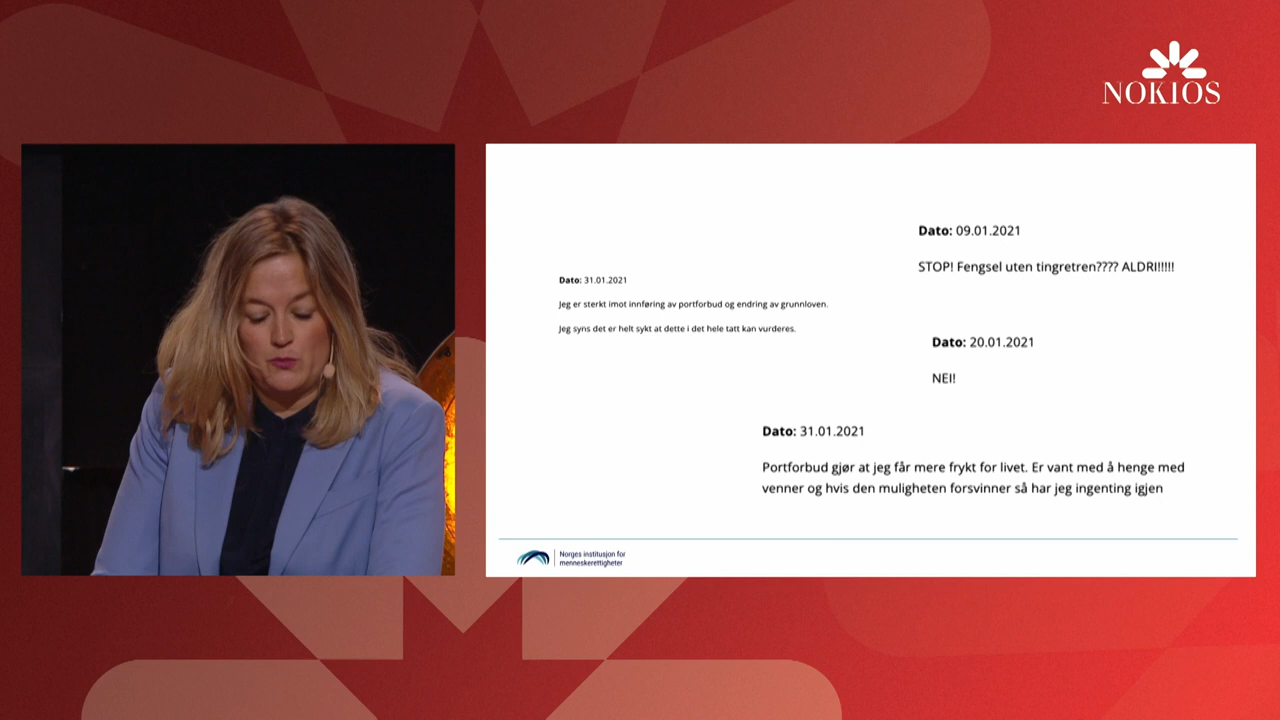 NOKIOS
Dato: 09.01.2021
STOP! Fengsel uten tingretren???? ALDRI!!!!!
Dato: 31.01.2021
Jeg er sterkt imot innføring av portforbud og endring av grunnloven.
Jeg syns det er helt sykt at dette i det hele tatt kan vurderes.
Dato: 20.01.2021
NEI!
Dato: 31.01.2021
Portforbud gjør at jeg får mere frykt for livet. Er vant med å henge med
venner og hvis den muligheten forsvinner så har jeg ingenting igjen
Norges institusjon for
menneskerettigheter